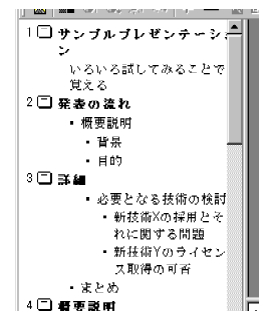 1 サンプルプレゼンテーショ
ン
いろいろ試してみることで
覚える
2 発表の流れ
・概要説明
・背景
・目的
3 詳細
・必要となる技術の検討
・新技術Xの採用とそ
れに関する問題
・新技術Yのライセン
ス取得の可否
・まとめ
4 概要説明